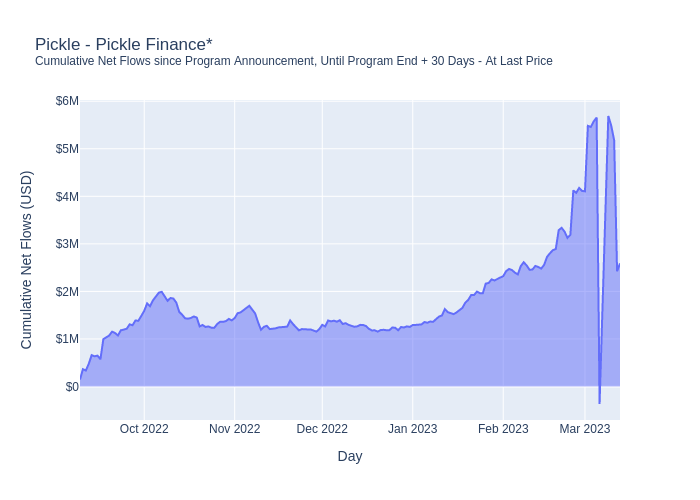 Pickle - Pickle Finance*
Cumulative Net Flows since Program Announcement, Until Program End + 30 Days - At Last Price
Cumulative Net Flows (USD)
$6M
$5M
$4M
$3M
$2M
$1M
$0
Oct 2022
Nov 2022
Dec 2022
Jan 2023
Feb 2023
Mar 2023
Day